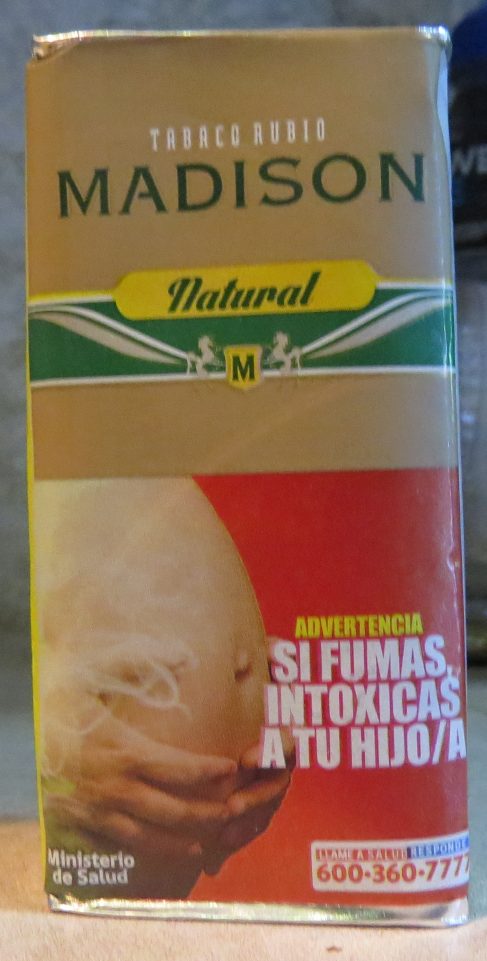 TABACO RUBIO
MADISON
Natural
M
ADVERTENCIA
SI FUMAS,
INTOXICAS
A TU HIJO/A
Ministerio
de Salud
LLAME A SALUD RESPONDE
600-360-7777